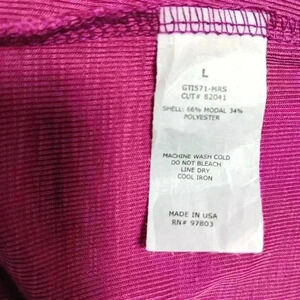 L
GTI571-MRS
CUT# 82041
SHELL: 66% MODAL 34%
POLYESTER
MACHINE WASH COLD
DO NOT BLEACH
LINE DRY
COOL IRON
MADE IN USA
RN# 97803